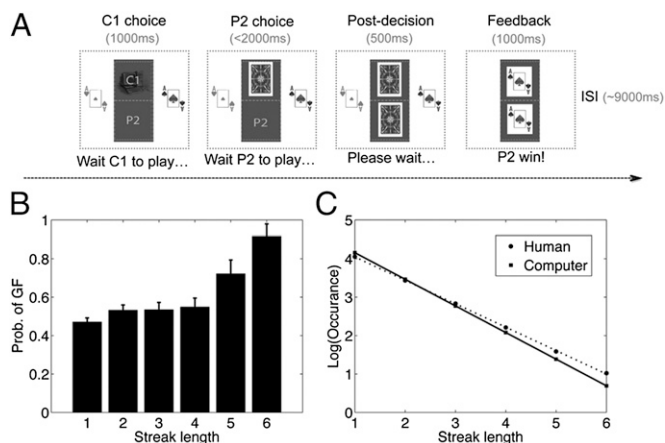 A
C1 choice
(1000ms)
P2 choice
(<2000ms)
Post-decision
(500ms)
Feedback
(1000ms)
C1
P2
P2
ISI (~9000ms)
Wait C1 to play…
Wait P2 to play…
Please wait…
P2 win!
B
Prob. of GF
1
0.8
0.6
0.4
0.2
0
1 2 3 4 5 6
Streak length
C
Log(Occurance)
5
4
3
2
1
0
Human
Computer
1 2 3 4 5 6
Streak length